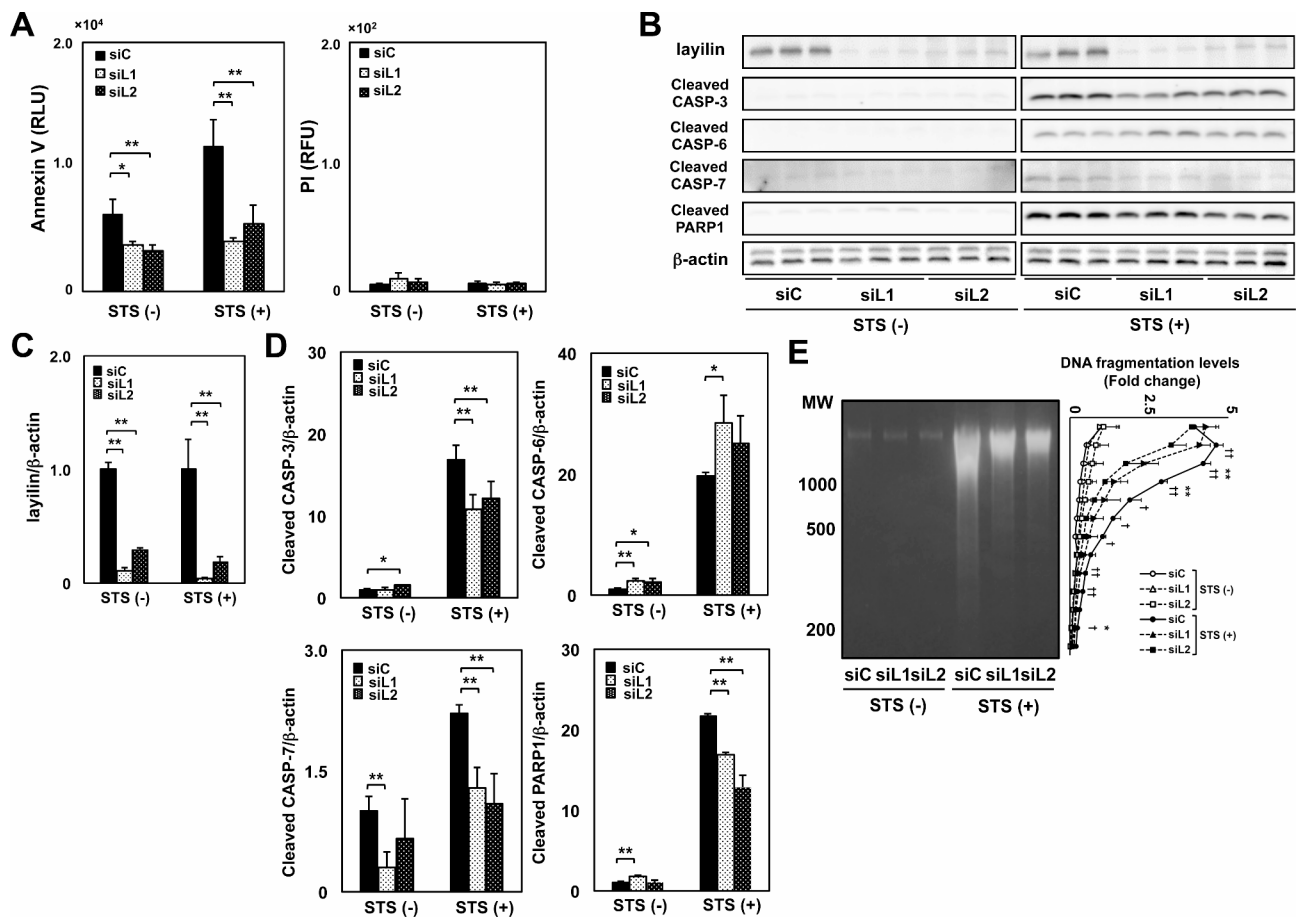 A
×10⁴
2.0
1.0
0
Annexin V (RLU)
siC
siL1
siL2
*
**
**
**
STS (-)
STS (+)
×10²
2.0
1.0
0
PI (RFU)
siC
siL1
siL2
STS (-)
STS (+)
B
layilin
Cleaved
CASP-3
Cleaved
CASP-6
Cleaved
CASP-7
Cleaved
PARP1
β-actin
siC siL1 siL2 siC siL1 siL2
STS (-) STS (+)
C
2.0
1.0
0
layilin/β-actin
siC
siL1
siL2
**
**
**
**
STS (-)
STS (+)
D
30
20
10
0
Cleaved CASP-3/β-actin
siC
siL1
siL2
*
**
**
STS (-)
STS (+)
40
20
0
Cleaved CASP-6/β-actin
siC
siL1
siL2
*
**
*
STS (-)
STS (+)
3.0
1.5
0
Cleaved CASP-7/β-actin
siC
siL1
siL2
**
**
**
STS (-)
STS (+)
30
20
10
0
Cleaved PARP1/β-actin
siC
siL1
siL2
**
**
**
STS (-)
STS (+)
E
MW
1000
500
200
siC siL1 siL2 siC siL1 siL2
STS (-) STS (+)
DNA fragmentation levels
(Fold change)
0 2.5 5
††
†† **
†† **
†
†
††
††
† *
siC
siL1
siL2
STS (-)
siC
siL1
siL2
STS (+)